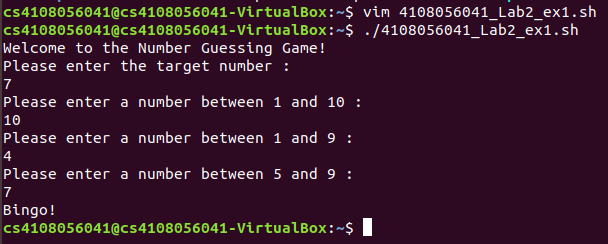 cs4108056041@cs4108056041-VirtualBox:~$ vim 4108056041_Lab2_ex1.sh
cs4108056041@cs4108056041-VirtualBox:~$ ./4108056041_Lab2_ex1.sh
Welcome to the Number Guessing Game!
Please enter the target number :
7
Please enter a number between 1 and 10 :
10
Please enter a number between 1 and 9 :
4
Please enter a number between 5 and 9 :
7
Bingo!
cs4108056041@cs4108056041-VirtualBox:~$